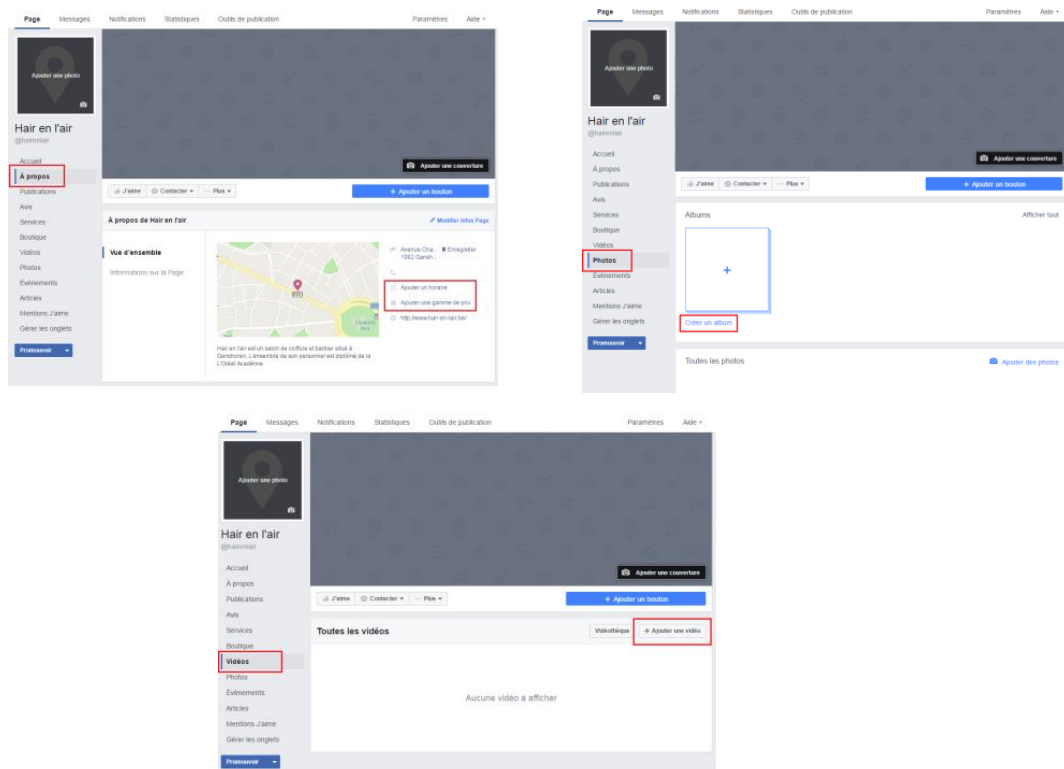 Page Messages Notifications Statistiques Outils de publication Paramètres Aide
Ajouter une photo
Ajouter une couverture
Hair en l'air
@hairenlair
J'aime Contacter Plus
+ Ajouter un bouton
Accueil
À propos
Publications
Avis
Services
Boutique
Vidéos
Photos
Événements
Articles
Mentions J'aime
Gérer les onglets
Promouvoir
À propos de Hair en l'air Modifier Infos Page
Vue d'ensemble
Informations sur la Page
Avenue Cha... Enregistrer
1082 Gansh...
Ajouter un horaire
Ajouter une gamme de prix
Hair en l'air est un salon de coiffure et barbier situé à
Ganshoren. L'ensemble de son personnel est diplômé de la
L'Oréal Académie.
Page Messages Notifications Statistiques Outils de publication Paramètres Aide
Ajouter une photo
Ajouter une couverture
Hair en l'air
@hairenlair
J'aime Contacter Plus
+ Ajouter un bouton
Accueil
À propos
Publications
Avis
Services
Boutique
Vidéos
Photos
Événements
Articles
Mentions J'aime
Gérer les onglets
Promouvoir
Albums Afficher tout
+
Créer un album
Toutes les photos Ajouter des photos
Page Messages Notifications Statistiques Outils de publication Paramètres Aide
Ajouter une photo
Ajouter une couverture
Hair en l'air
@hairenlair
J'aime Contacter Plus
+ Ajouter un bouton
Accueil
À propos
Publications
Avis
Services
Boutique
Vidéos
Photos
Événements
Articles
Mentions J'aime
Gérer les onglets
Promouvoir
Toutes les vidéos Vidéothèque + Ajouter une vidéo
Aucune vidéo à afficher